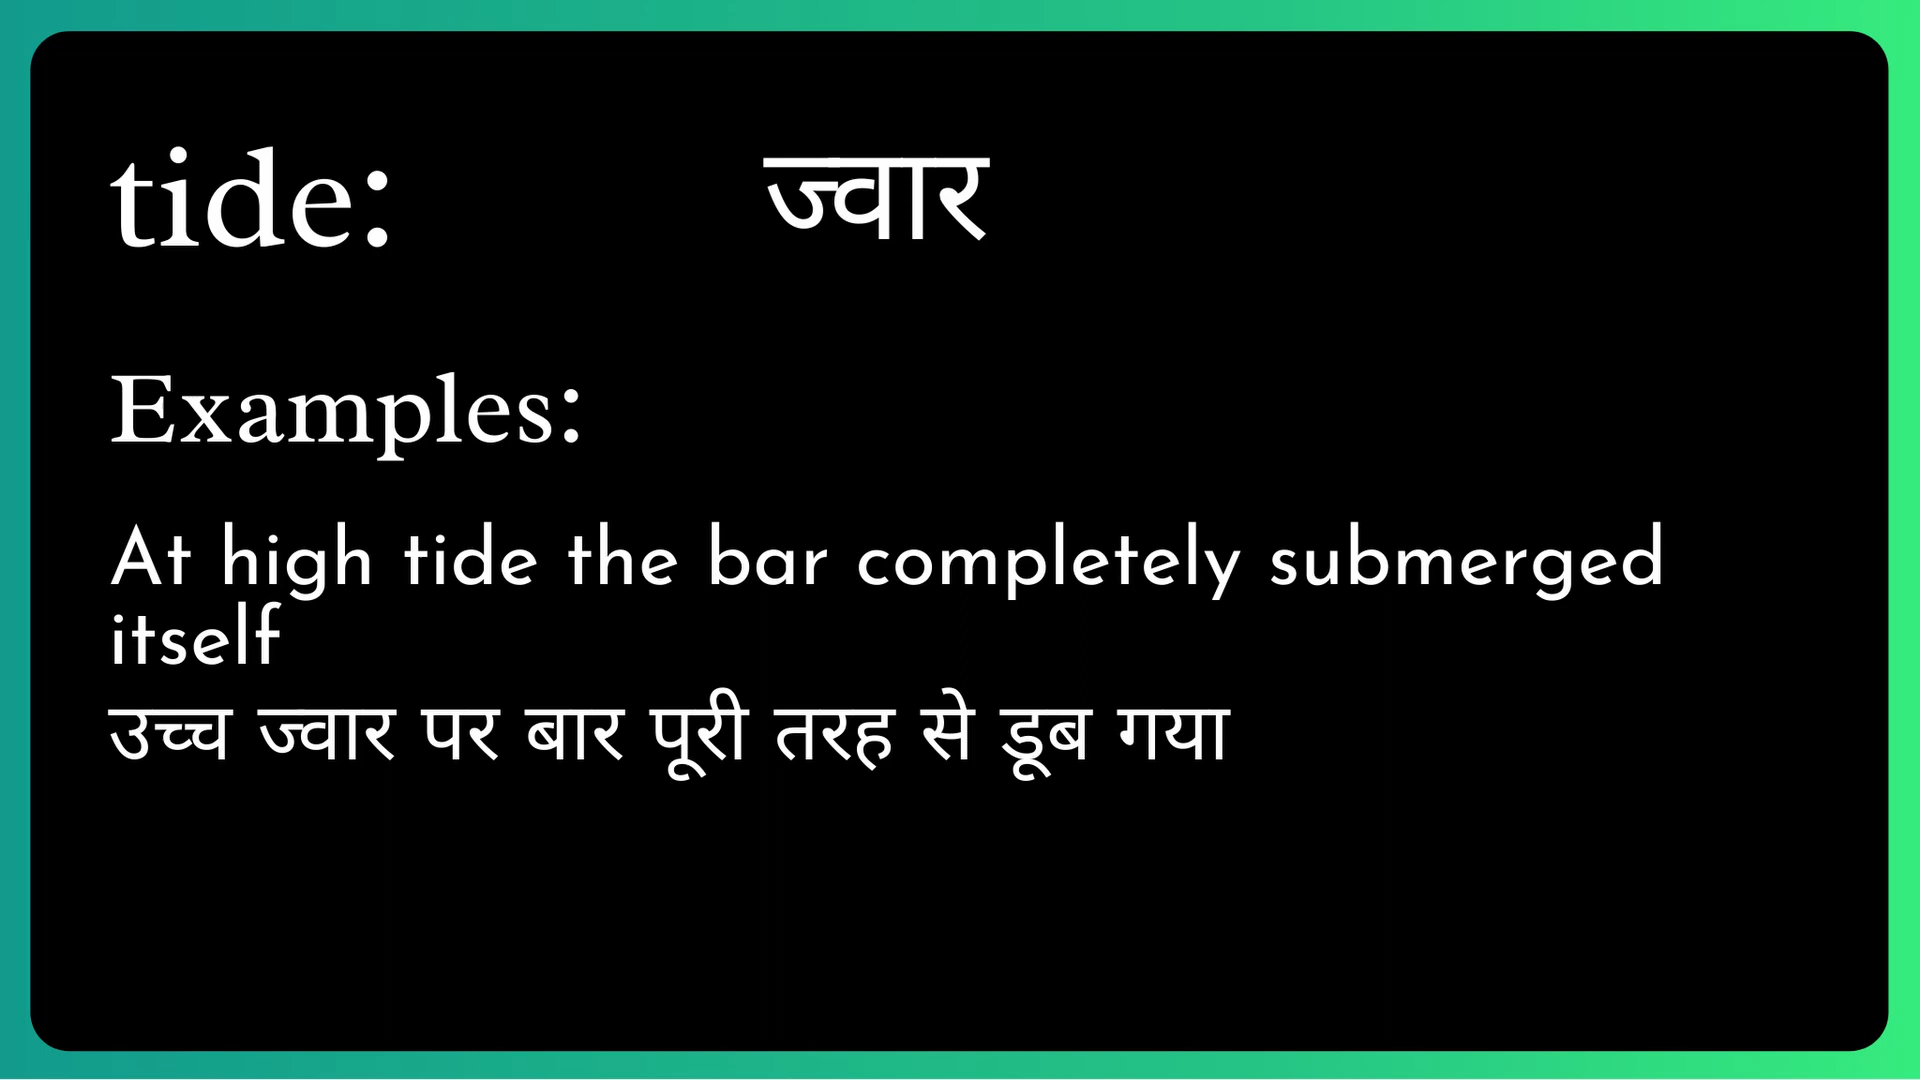 tide: ज्वार
Examples:
At high tide the bar completely submerged
itself
उच्च ज्वार पर बार पूरी तरह से डूब गया